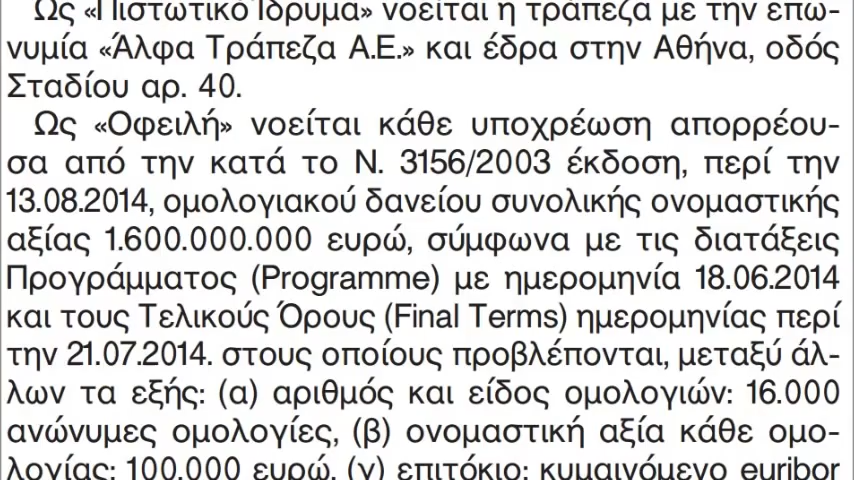 Ως «Πιστωτικό Ίδρυμα» νοείται η τράπεζα με την επω-
νυμία «Άλφα Τράπεζα Α.Ε.» και έδρα στην Αθήνα, οδός
Σταδίου αρ. 40.
Ως «Οφειλή» νοείται κάθε υποχρέωση απορρέου-
σα από την κατά το Ν. 3156/2003 έκδοση, περί την
13.08.2014, ομολογιακού δανείου συνολικής ονομαστικής
αξίας 1.600.000.000 ευρώ, σύμφωνα με τις διατάξεις
Προγράμματος (Programme) με ημερομηνία 18.06.2014
και τους Τελικούς Όρους (Final Terms) ημερομηνίας περί
την 21.07.2014. στους οποίους προβλέπονται, μεταξύ άλ-
λων τα εξής: (α) αριθμός και είδος ομολογιών: 16.000
ανώνυμες ομολογίες, (β) ονομαστική αξία κάθε ομο-
λογίας: 100.000 ευρώ, (γ) επιτόκιο: κυμαινόμενο euribor